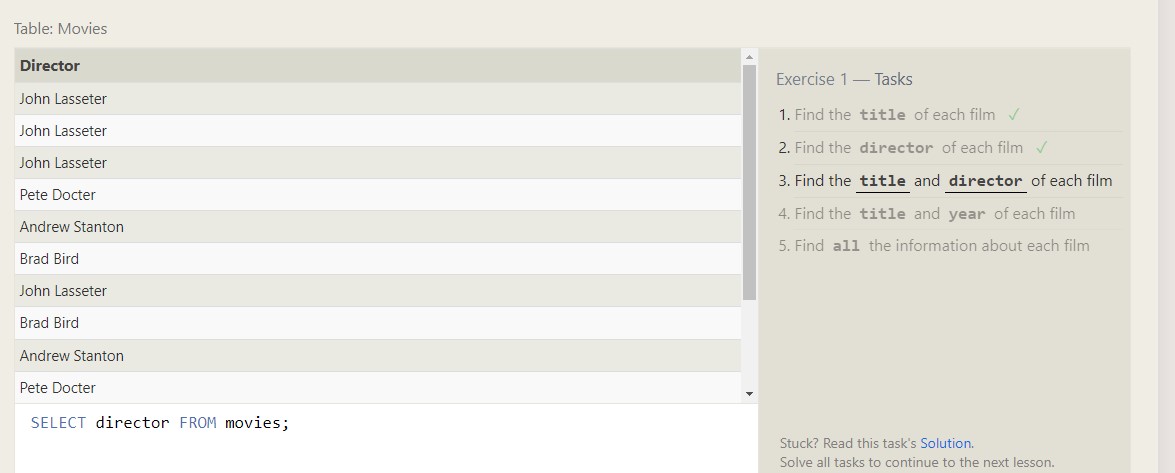 Table: Movies
Director
John Lasseter
John Lasseter
John Lasseter
Pete Docter
Andrew Stanton
Brad Bird
John Lasseter
Brad Bird
Andrew Stanton
Pete Docter
SELECT director FROM movies;
Exercise 1 — Tasks
1. Find the title of each film ✓
2. Find the director of each film ✓
3. Find the title and director of each film
4. Find the title and year of each film
5. Find all the information about each film
Stuck? Read this task's Solution.
Solve all tasks to continue to the next lesson.